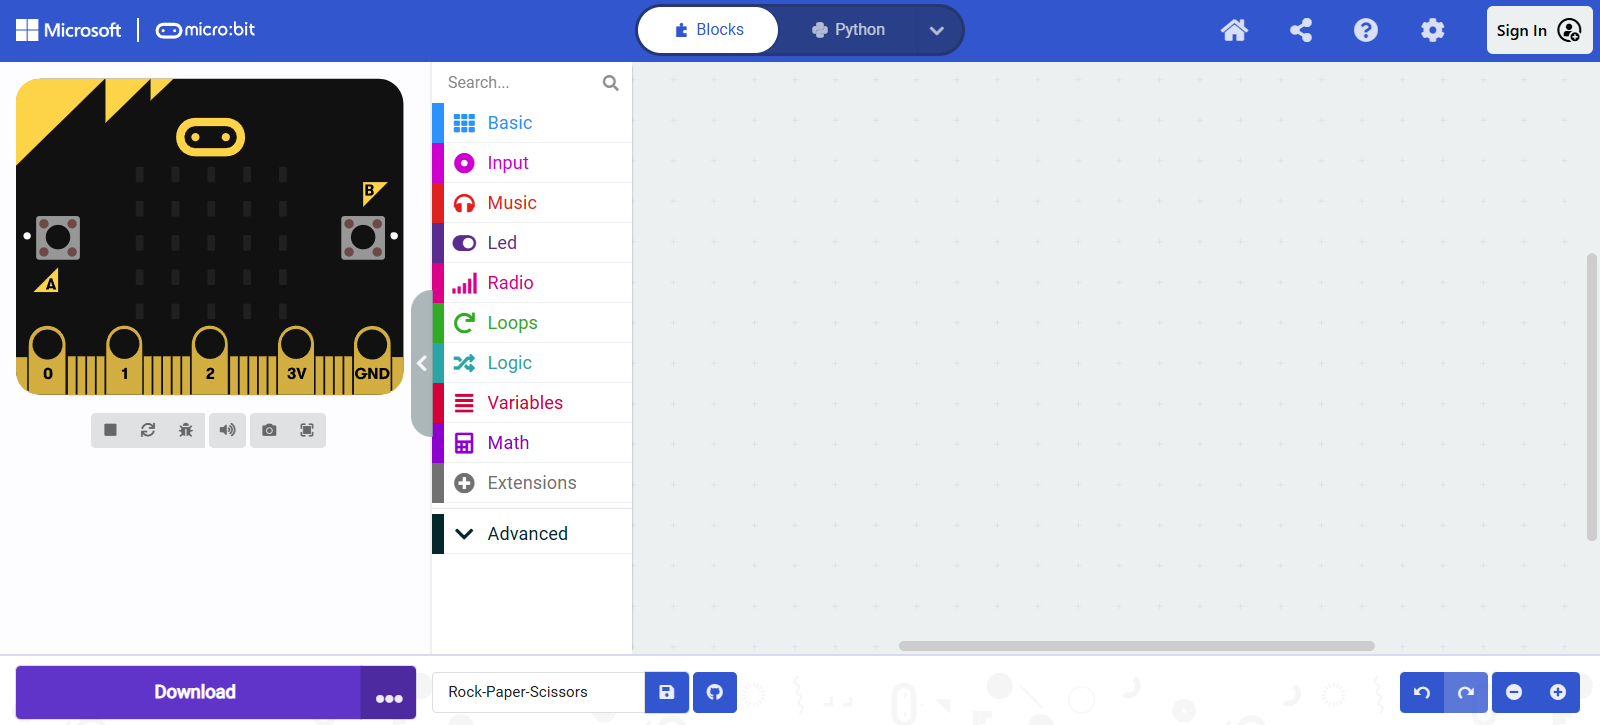 Microsoft
micro:bit
Blocks
Python
Sign In
Search...
Basic
Input
Music
Led
Radio
Loops
Logic
Variables
Math
Extensions
Advanced
B
A
0 1 2 3V GND
Download
Rock-Paper-Scissors